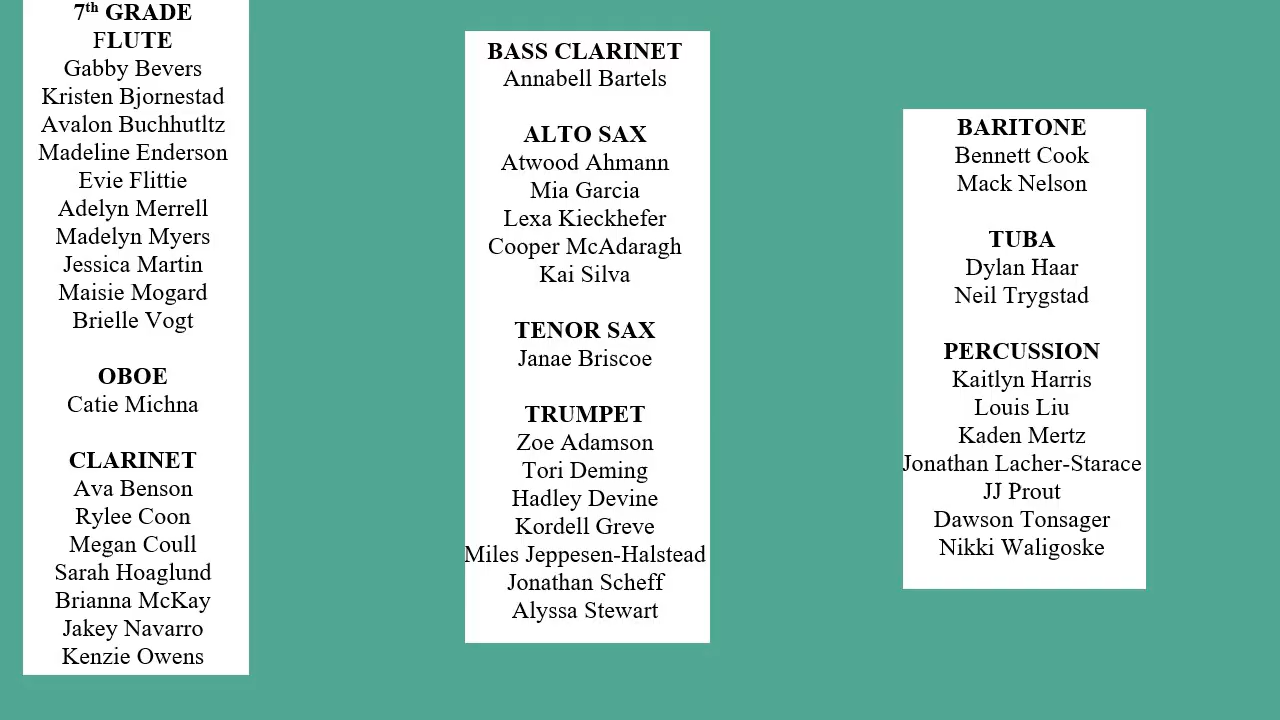 7th GRADE
FLUTE
Gabby Bevers
Kristen Bjornestad
Avalon Buchhutltz
Madeline Enderson
Evie Flittie
Adelyn Merrell
Madelyn Myers
Jessica Martin
Maisie Mogard
Brielle Vogt
OBOE
Catie Michna
CLARINET
Ava Benson
Rylee Coon
Megan Coull
Sarah Hoaglund
Brianna McKay
Jakey Navarro
Kenzie Owens
BASS CLARINET
Annabell Bartels
ALTO SAX
Atwood Ahmann
Mia Garcia
Lexa Kieckhefer
Cooper McAdaragh
Kai Silva
TENOR SAX
Janae Briscoe
TRUMPET
Zoe Adamson
Tori Deming
Hadley Devine
Kordell Greve
Miles Jeppesen-Halstead
Jonathan Scheff
Alyssa Stewart
BARITONE
Bennett Cook
Mack Nelson
TUBA
Dylan Haar
Neil Trygstad
PERCUSSION
Kaitlyn Harris
Louis Liu
Kaden Mertz
Jonathan Lacher-Starace
JJ Prout
Dawson Tonsager
Nikki Waligoske